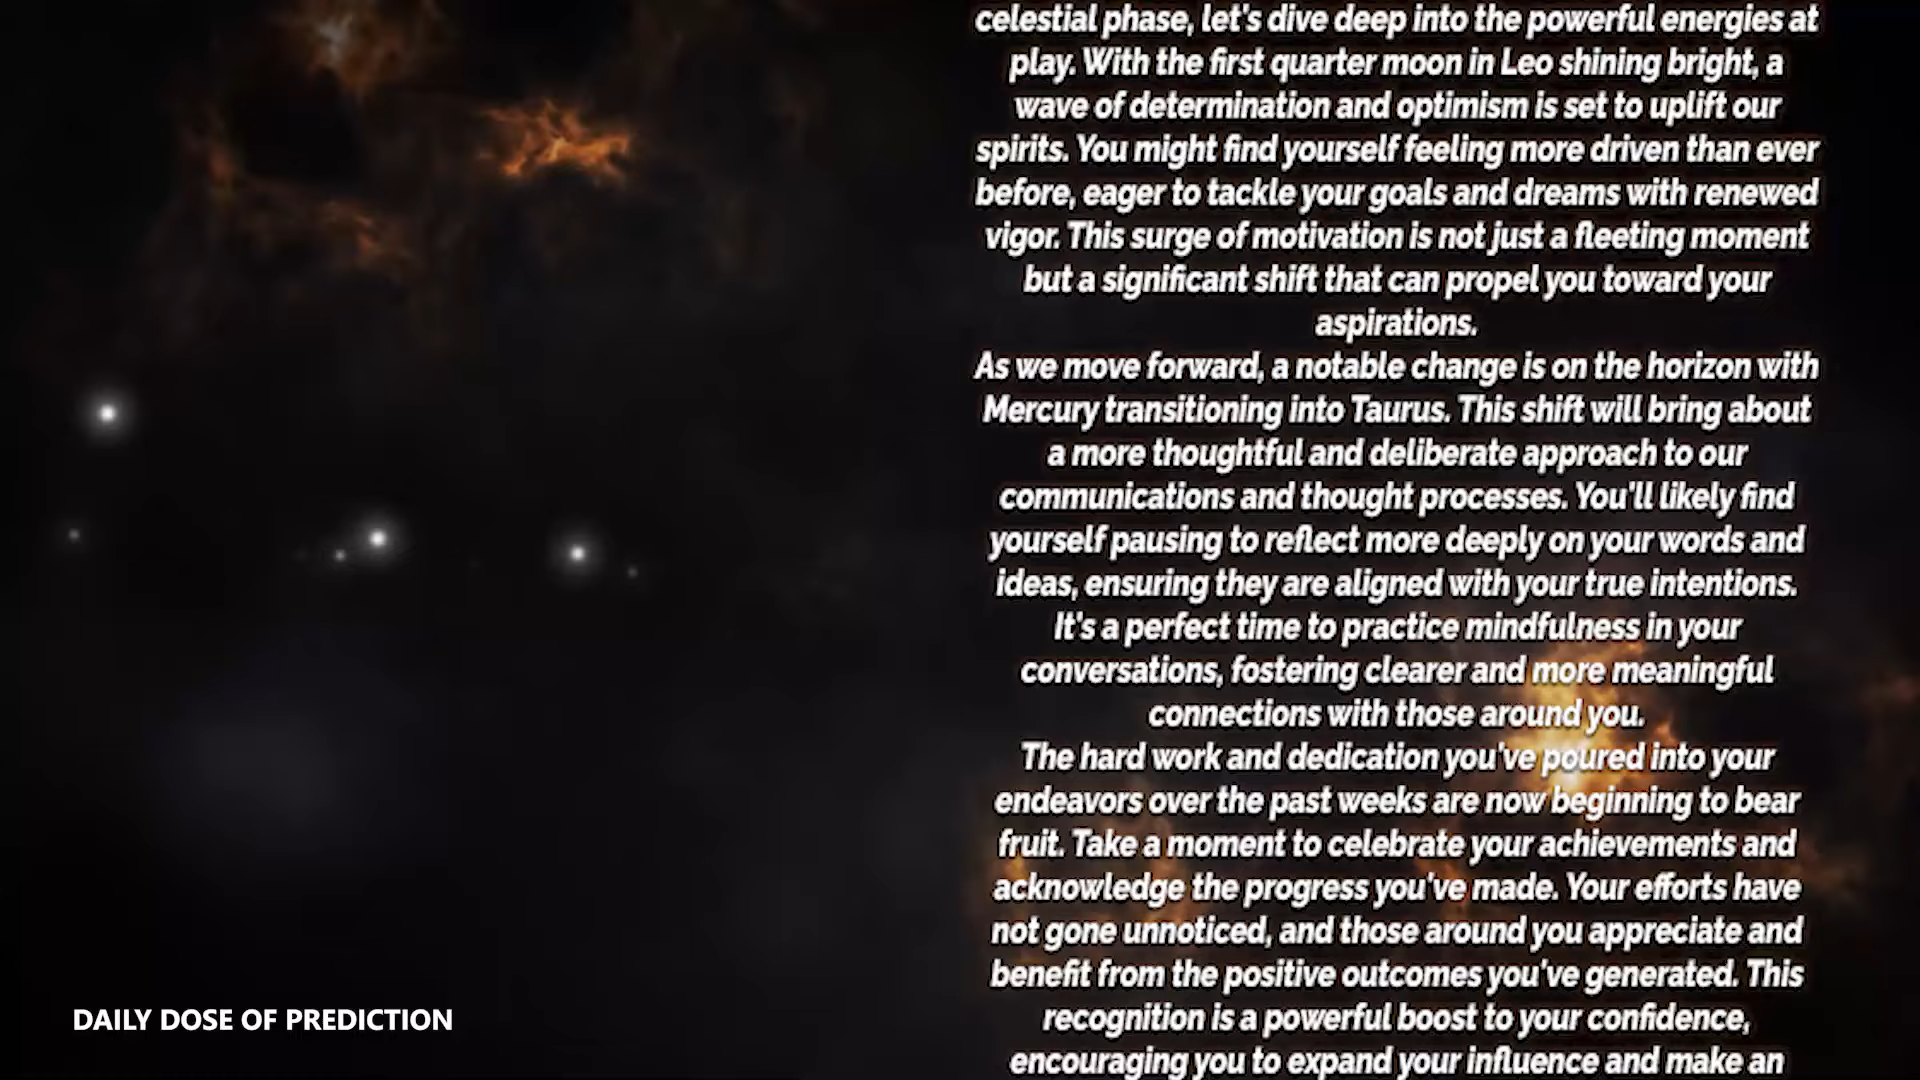 celestial phase, let's dive deep into the powerful energies at
play. With the first quarter moon in Leo shining bright, a
wave of determination and optimism is set to uplift our
spirits. You might find yourself feeling more driven than ever
before, eager to tackle your goals and dreams with renewed
vigor. This surge of motivation is not just a fleeting moment
but a significant shift that can propel you toward your
aspirations.
As we move forward, a notable change is on the horizon with
Mercury transitioning into Taurus. This shift will bring about
a more thoughtful and deliberate approach to our
communications and thought processes. You'll likely find
yourself pausing to reflect more deeply on your words and
ideas, ensuring they are aligned with your true intentions.
It's a perfect time to practice mindfulness in your
conversations, fostering clearer and more meaningful
connections with those around you.
The hard work and dedication you've poured into your
endeavors over the past weeks are now beginning to bear
fruit. Take a moment to celebrate your achievements and
acknowledge the progress you've made. Your efforts have
not gone unnoticed, and those around you appreciate and
benefit from the positive outcomes you've generated. This
recognition is a powerful boost to your confidence,
encouraging you to expand your influence and make an
DAILY DOSE OF PREDICTION